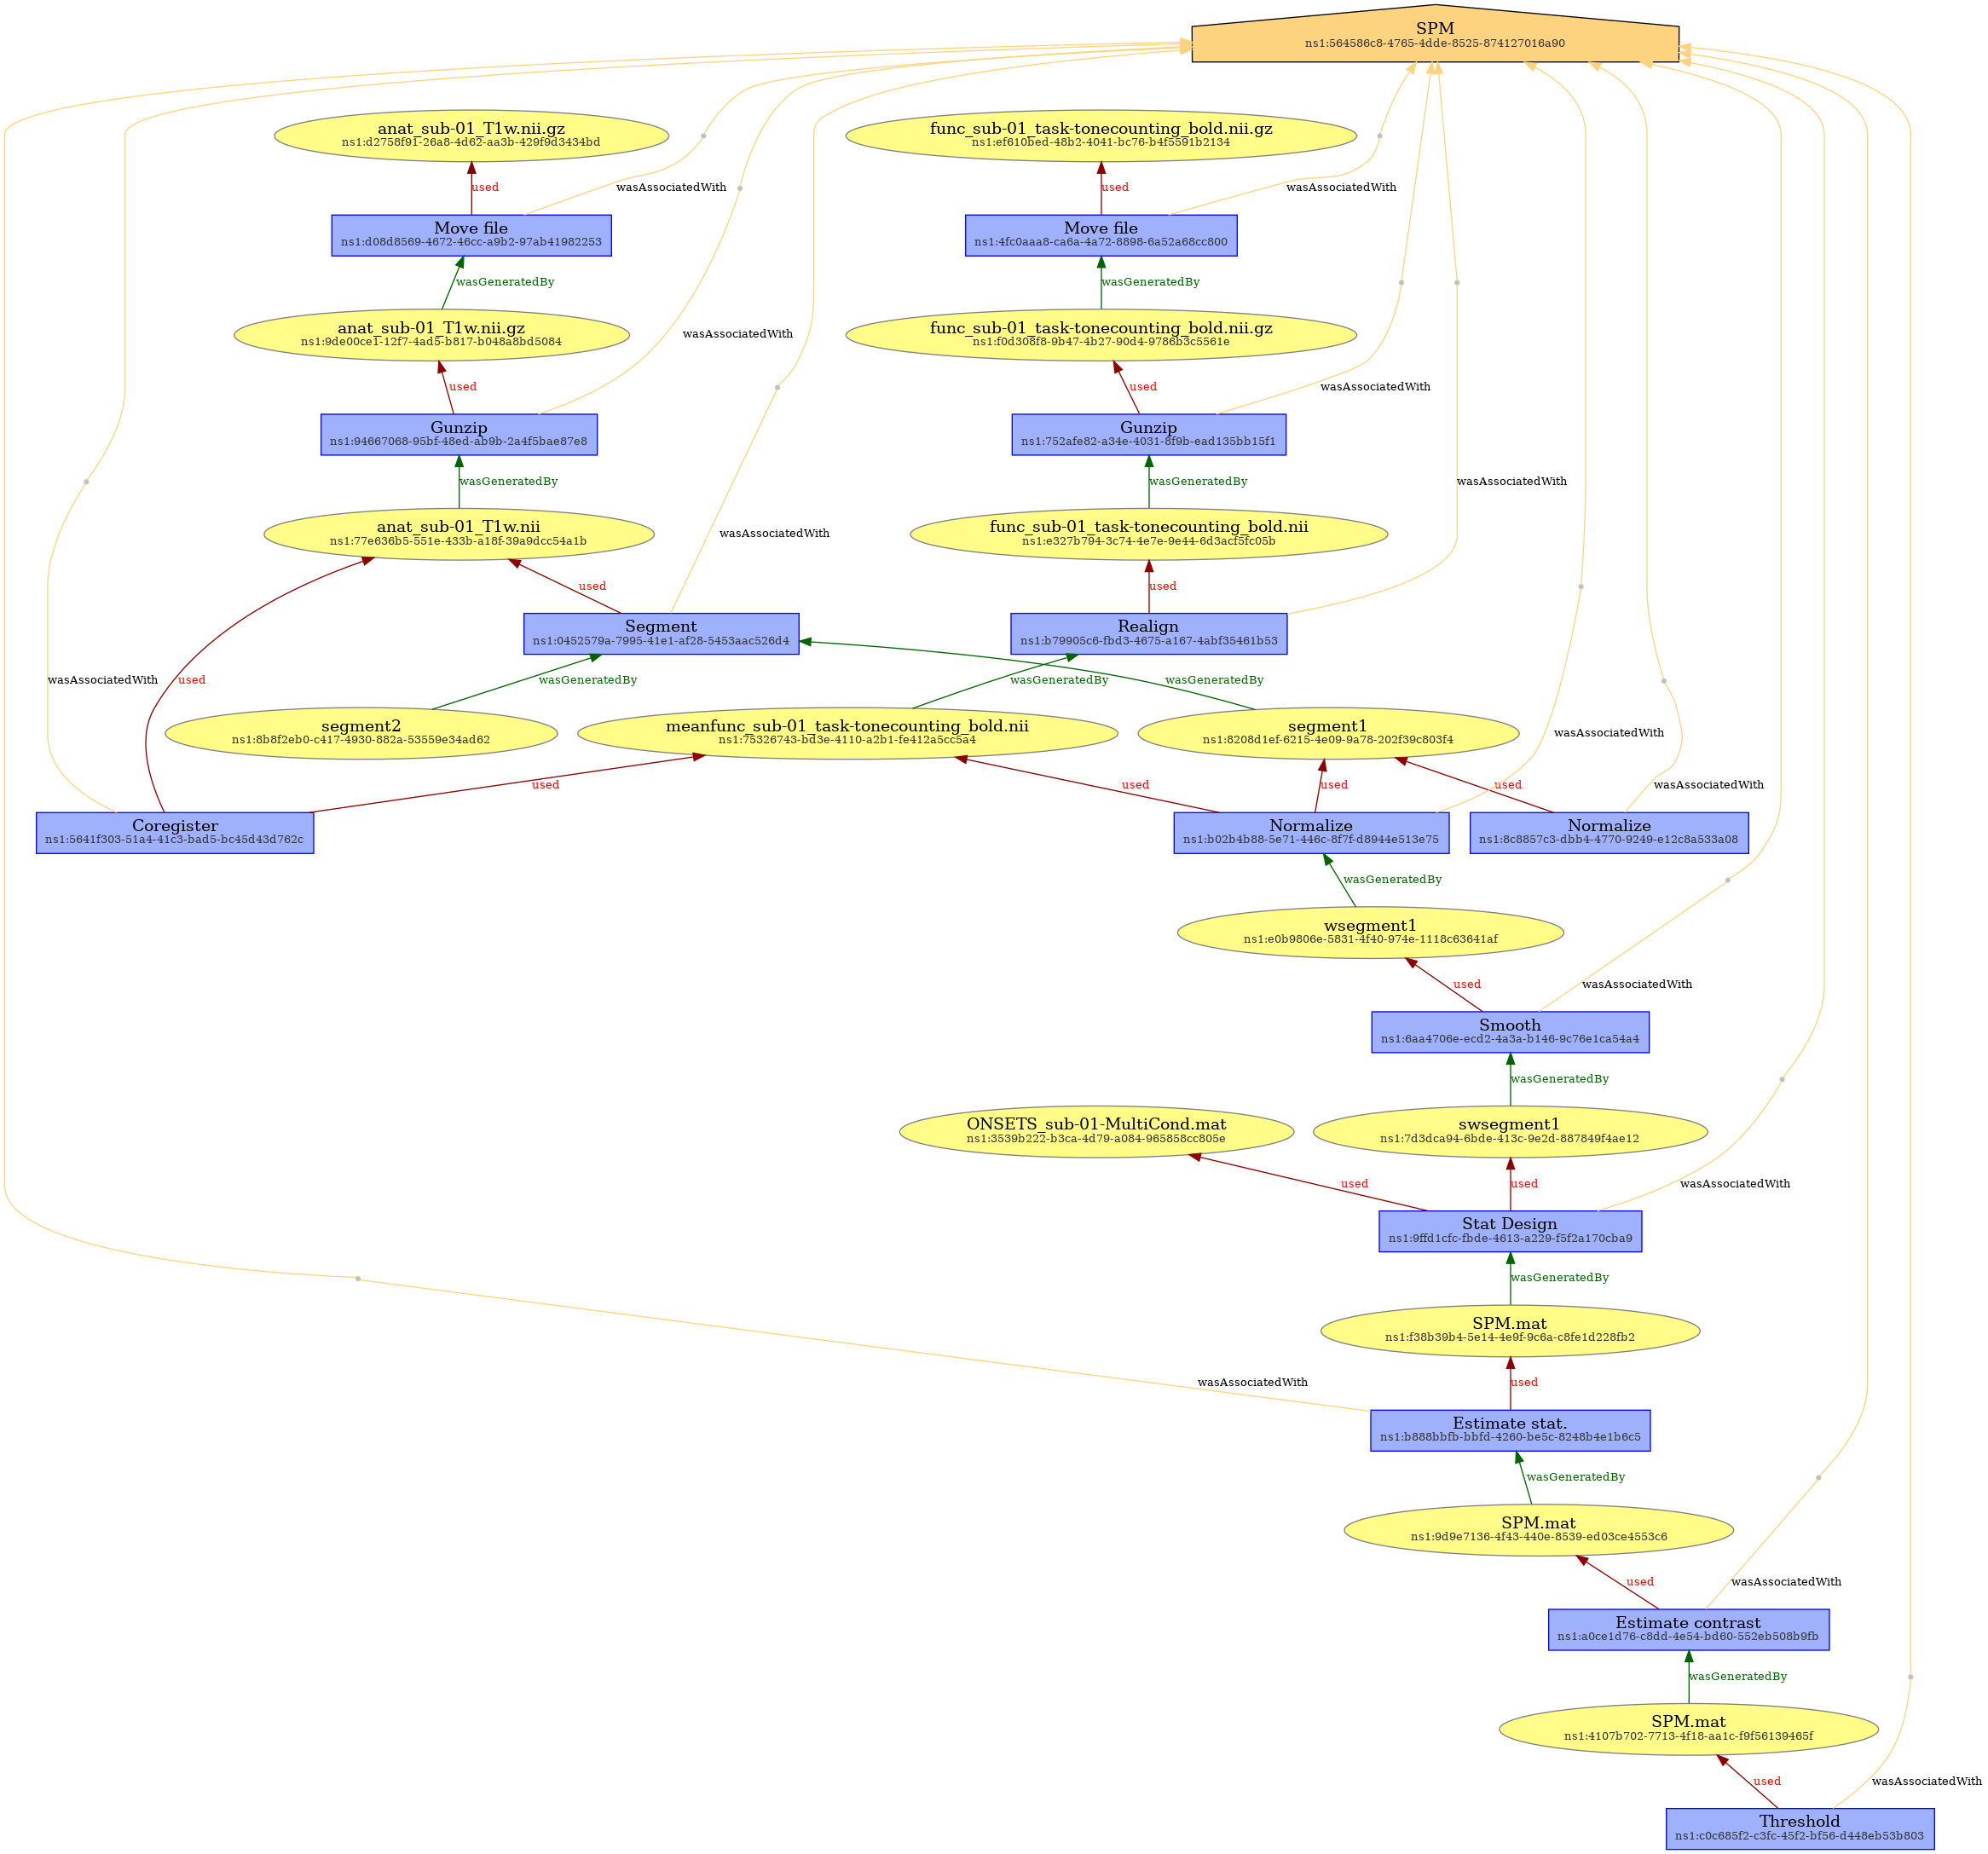 SPM
ns1:564586c8-4765-4dde-8525-874127016a90
anat_sub-01_T1w.nii.gz
ns1:d2758f91-26a8-4d62-aa3b-429f9d3434bd
func_sub-01_task-tonecounting_bold.nii.gz
ns1:ef610bed-48b2-4041-bc76-b4f5591b2134
used
wasAssociatedWith
used
wasAssociatedWith
Move file
ns1:d08d8569-4672-46cc-a9b2-97ab41982253
Move file
ns1:4fc0aaa8-ca6a-4a72-8898-6a52a68cc800
wasGeneratedBy
wasGeneratedBy
anat_sub-01_T1w.nii.gz
ns1:9de00ce1-12f7-4ad5-b817-b048a8bd5084
wasAssociatedWith
func_sub-01_task-tonecounting_bold.nii.gz
ns1:f0d308f8-9b47-4b27-90d4-9786b3c5561e
used
used
wasAssociatedWith
Gunzip
ns1:94667068-95bf-48ed-ab9b-2a4f5bae87e8
Gunzip
ns1:752afe82-a34e-4031-8f9b-ead135bb15f1
wasGeneratedBy
wasGeneratedBy
wasAssociatedWith
anat_sub-01_T1w.nii
ns1:77e636b5-551e-433b-a18f-39a9dcc54a1b
wasAssociatedWith
func_sub-01_task-tonecounting_bold.nii
ns1:e327b794-3c74-4e7e-9e44-6d3acf5fc05b
used
used
Segment
ns1:0452579a-7995-41e1-af28-5453aac526d4
Realign
ns1:b79905c6-fbd3-4675-a167-4abf35461b53
wasAssociatedWith
used
wasGeneratedBy
wasGeneratedBy
wasGeneratedBy
segment2
ns1:8b8f2eb0-c417-4930-882a-53559e34ad62
meanfunc_sub-01_task-tonecounting_bold.nii
ns1:75326743-bd3e-4110-a2b1-fe412a5cc5a4
segment1
ns1:8208d1ef-6215-4e09-9a78-202f39c803f4
wasAssociatedWith
used
used
used
used
wasAssociatedWith
Coregister
ns1:5641f303-51a4-41c3-bad5-bc45d43d762c
Normalize
ns1:b02b4b88-5e71-446c-8f7f-d8944e513e75
Normalize
ns1:8c8857c3-dbb4-4770-9249-e12c8a533a08
wasGeneratedBy
wsegment1
ns1:e0b9806e-5831-4f40-974e-1118c63641af
used
wasAssociatedWith
Smooth
ns1:6aa4706e-ecd2-4a3a-b146-9c76e1ca54a4
wasGeneratedBy
ONSETS_sub-01-MultiCond.mat
ns1:3539b222-b3ca-4d79-a084-965858cc805e
swsegment1
ns1:7d3dca94-6bde-413c-9e2d-887849f4ae12
used
used
wasAssociatedWith
Stat Design
ns1:9ffd1cfc-fbde-4613-a229-f5f2a170cba9
wasGeneratedBy
SPM.mat
ns1:f38b39b4-5e14-4e9f-9c6a-c8fe1d228fb2
wasAssociatedWith
used
Estimate stat.
ns1:b888bbfb-bbfd-4260-be5c-8248b4e1b6c5
wasGeneratedBy
SPM.mat
ns1:9d9e7136-4f43-440e-8539-ed03ce4553c6
used
wasAssociatedWith
Estimate contrast
ns1:a0ce1d76-c8dd-4e54-bd60-552eb508b9fb
wasGeneratedBy
SPM.mat
ns1:4107b702-7713-4f18-aa1c-f9f56139465f
used
wasAssociatedWith
Threshold
ns1:c0c685f2-c3fc-45f2-bf56-d448eb53b803